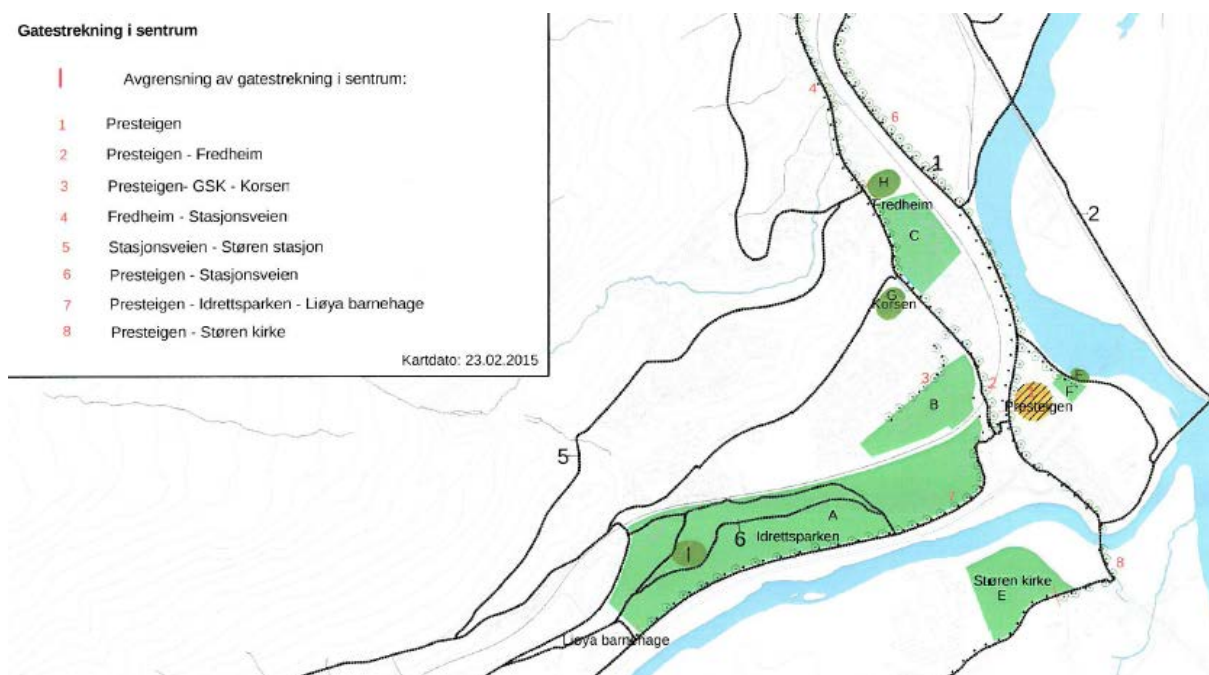 Gatestrekning i sentrum
Avgrensning av gatestrekning i sentrum:
1 Presteigen
2 Presteigen - Fredheim
3 Presteigen- GSK - Korsen
4 Fredheim - Stasjonsveien
5 Stasjonsveien - Støren stasjon
6 Presteigen - Stasjonsveien
7 Presteigen - Idrettsparken - Liøya barnehage
8 Presteigen - Støren kirke
Kartdato: 23.02.2015
4
6
1
H
Fredheim
2
C
G
Korsen
3
2
B
F
Presteigen
5
7
A
6
Idrettsparken
I
8
Støren kirke
E
Liøya barnehage